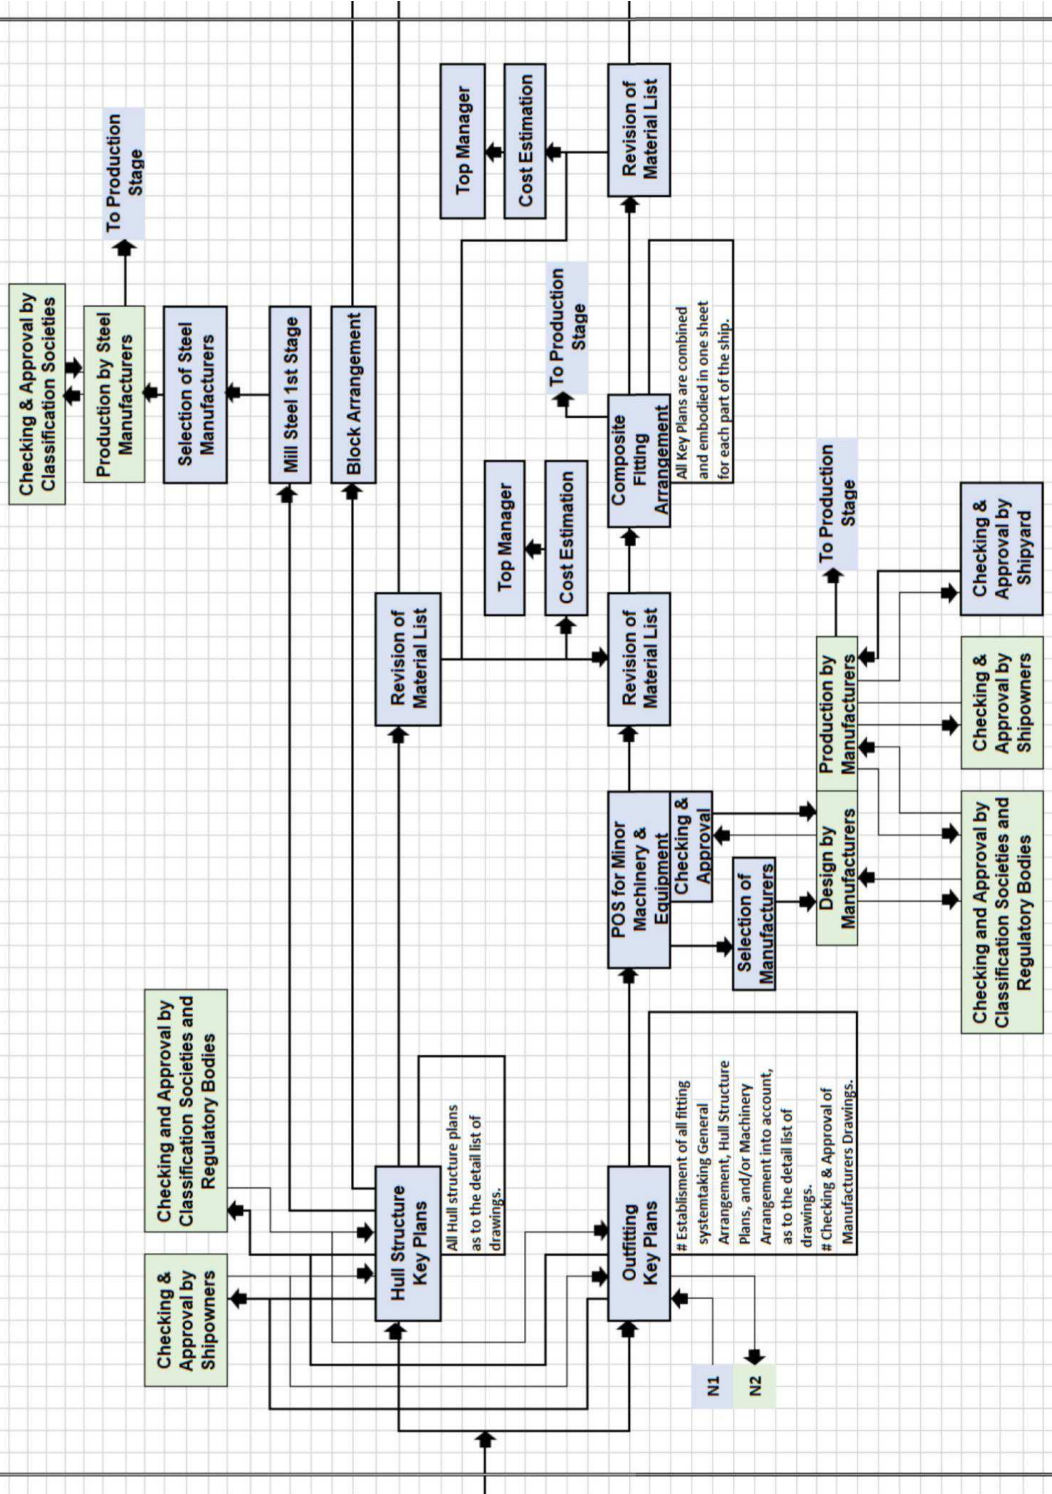 Checking & Approval by
Classification Societies
Production by Steel
Manufacturers
To Production
Stage
Checking &
Approval by
Shipowners
Checking and Approval by
Classification Societies and
Regulatory Bodies
Selection of Steel
Manufacturers
Mill Steel 1st Stage
Block Arrangement
Hull Structure
Key Plans
Revision of
Material List
All Hull structure plans
as to the detail list of
drawings.
Top Manager
Cost Estimation
Top Manager
Cost Estimation
To Production
Stage
Outfitting
Key Plans
POS for Minor
Machinery &
Equipment
Checking &
Approval
Revision of
Material List
Composite
Fitting
Arrangement
Revision of
Material List
# Establisment of all fitting
systemtaking General
Arrangement, Hull Structure
Plans, and/or Machinery
Arrangement into account,
as to the detail list of
drawings.
# Checking & Approval of
Manufacturers Drawings.
All Key Plans are combined
and embodied in one sheet
for each part of the ship.
N1
N2
Selection of
Manufacturers
Design by
Manufacturers
Production by
Manufacturers
To Production
Stage
Checking and Approval by
Classification Societies and
Regulatory Bodies
Checking &
Approval by
Shipowners
Checking &
Approval by
Shipyard